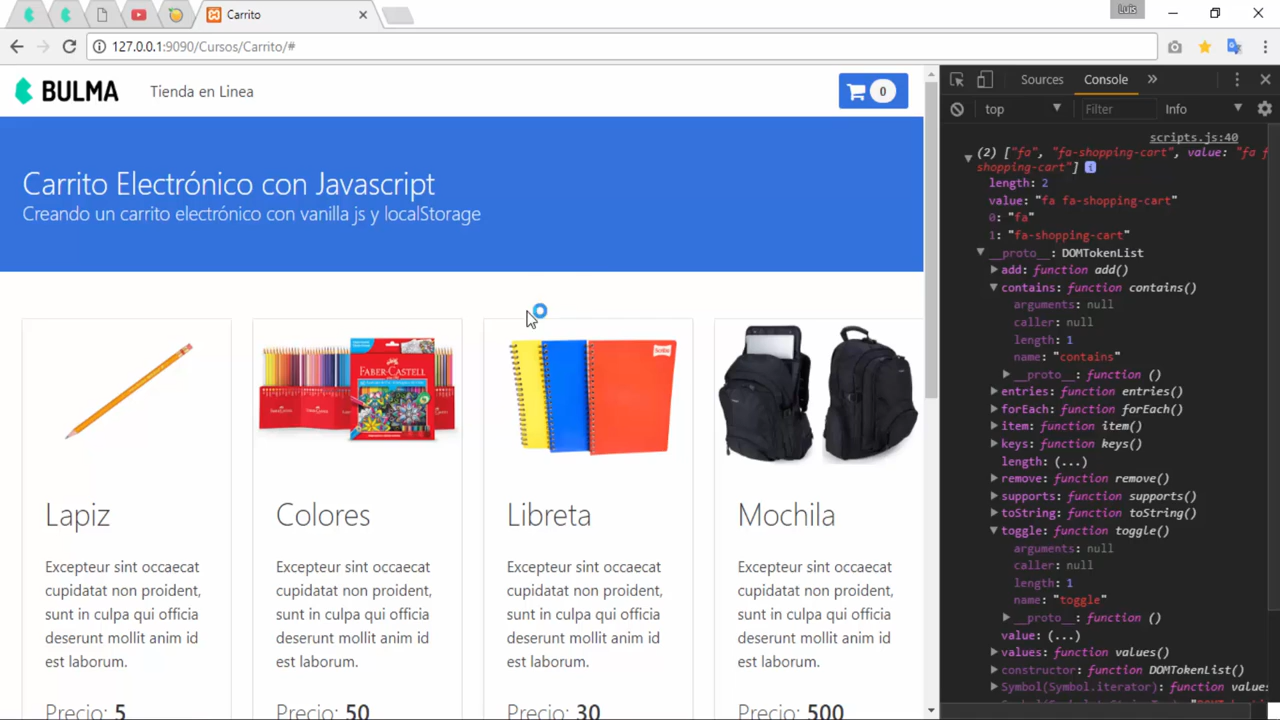 Carrito
Luis
127.0.0.1:9090/Cursos/Carrito/#
BULMA
Tienda en Linea
0
Carrito Electrónico con Javascript
Creando un carrito electrónico con vanilla js y localStorage
FABER-CASTELL
Lapiz
Colores
Libreta
Mochila
Excepteur sint occaecat
cupidatat non proident,
sunt in culpa qui officia
deserunt mollit anim id
est laborum.
Excepteur sint occaecat
cupidatat non proident,
sunt in culpa qui officia
deserunt mollit anim id
est laborum.
Excepteur sint occaecat
cupidatat non proident,
sunt in culpa qui officia
deserunt mollit anim id
est laborum.
Excepteur sint occaecat
cupidatat non proident,
sunt in culpa qui officia
deserunt mollit anim id
est laborum.
Precio: 5
Precio: 50
Precio: 30
Precio: 500
Sources
Console
top
Filter
Info
scripts.js:40
(2) ["fa", "fa-shopping-cart", value: "fa f
shopping-cart"]
length: 2
value: "fa fa-shopping-cart"
0: "fa"
1: "fa-shopping-cart"
__proto__: DOMTokenList
add: function add()
contains: function contains()
arguments: null
caller: null
length: 1
name: "contains"
__proto__: function ()
entries: function entries()
forEach: function forEach()
item: function item()
keys: function keys()
length: (...)
remove: function remove()
supports: function supports()
toString: function toString()
toggle: function toggle()
arguments: null
caller: null
length: 1
name: "toggle"
__proto__: function ()
value: (...)
values: function values()
constructor: function DOMTokenList()
Symbol(Symbol.iterator): function values